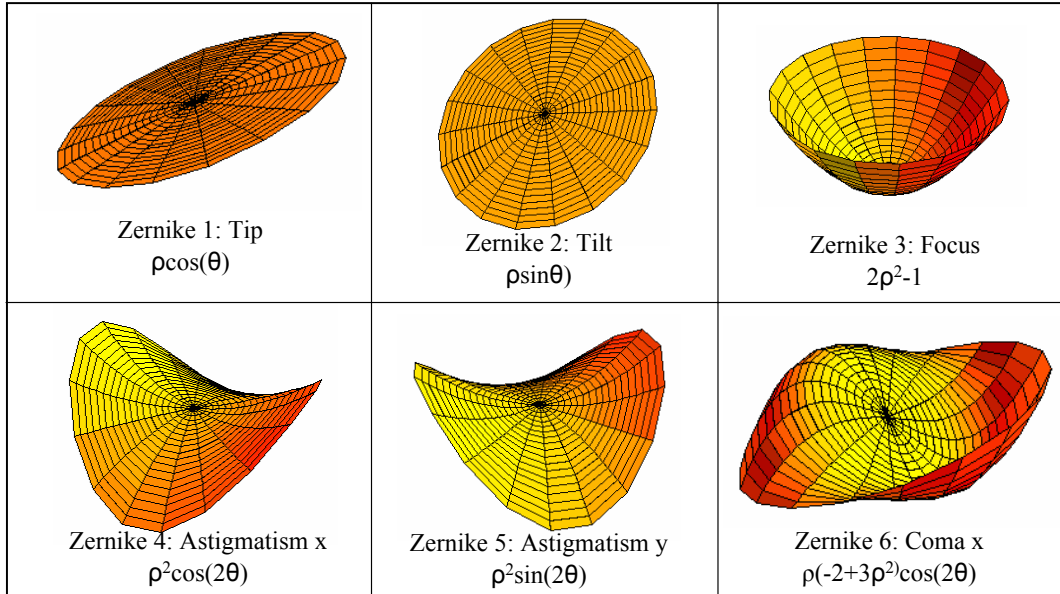 Zernike 1: Tip
ρcos(θ)
Zernike 2: Tilt
ρsinθ)
Zernike 3: Focus
2ρ²-1
Zernike 4: Astigmatism x
ρ²cos(2θ)
Zernike 5: Astigmatism y
ρ²sin(2θ)
Zernike 6: Coma x
ρ(-2+3ρ²⁾cos(2θ)